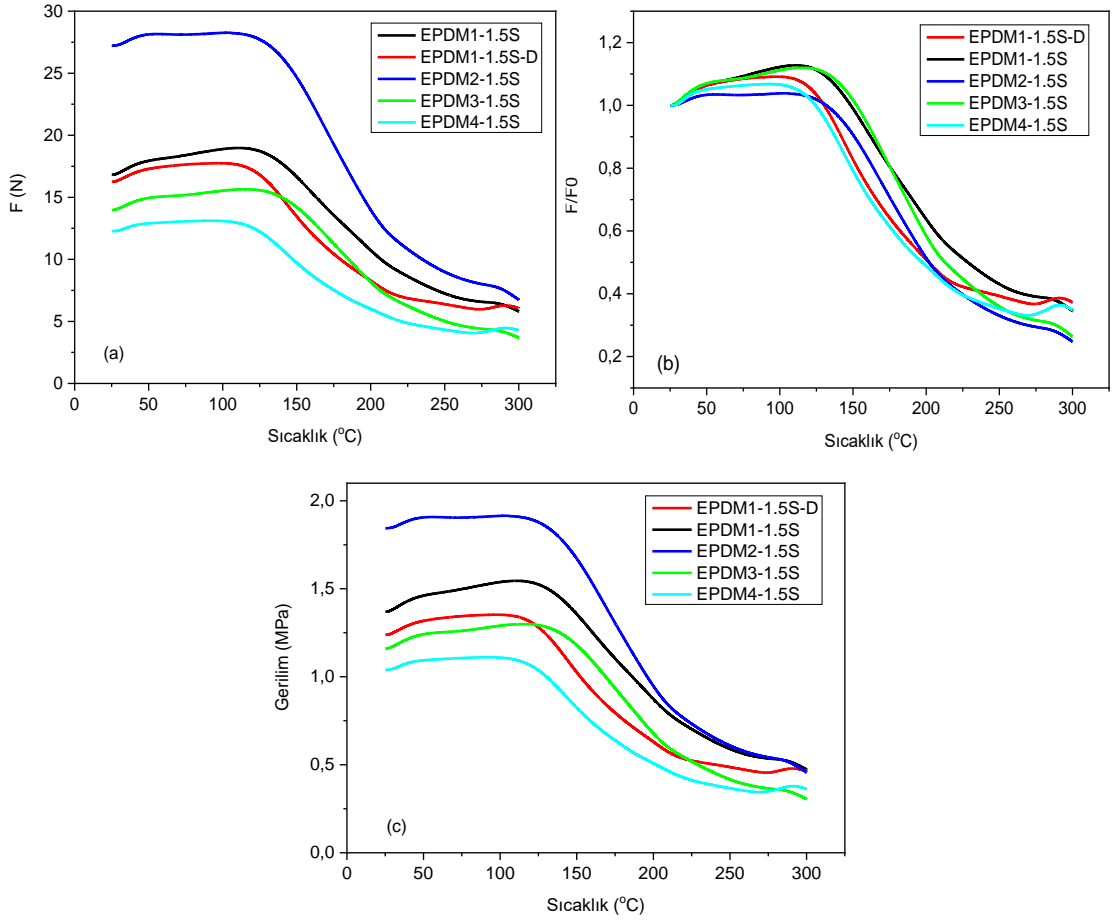 30
25
20
15
10
5
0
F (N)
0
50
100
150
200
250
300
Sıcaklık (°C)
(a)
EPDM1-1.5S
EPDM1-1.5S-D
EPDM2-1.5S
EPDM3-1.5S
EPDM4-1.5S
1,2
1,0
0,8
0,6
0,4
0,2
F/F0
0
50
100
150
200
250
300
Sıcaklık (°C)
(b)
EPDM1-1.5S-D
EPDM1-1.5S
EPDM2-1.5S
EPDM3-1.5S
EPDM4-1.5S
2,0
1,5
1,0
0,5
0,0
Gerilim (MPa)
0
50
100
150
200
250
300
Sıcaklık (°C)
(c)
EPDM1-1.5S-D
EPDM1-1.5S
EPDM2-1.5S
EPDM3-1.5S
EPDM4-1.5S